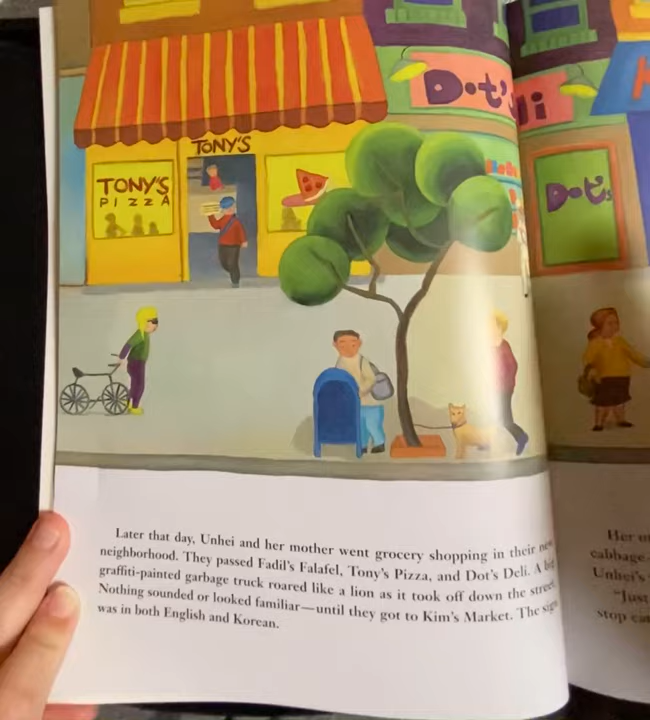 TONY'S
TONY'S
PIZZA
Dot's
li
Dot's
Later that day, Unhei and her mother went grocery shopping in their new
neighborhood. They passed Fadil's Falafel, Tony's Pizza, and Dot's Deli. A big
graffiti-painted garbage truck roared like a lion as it took off down the street.
Nothing sounded or looked familiar—until they got to Kim's Market. The sign
was in both English and Korean.
Her
cabbage
Unhei's
"Just
stop